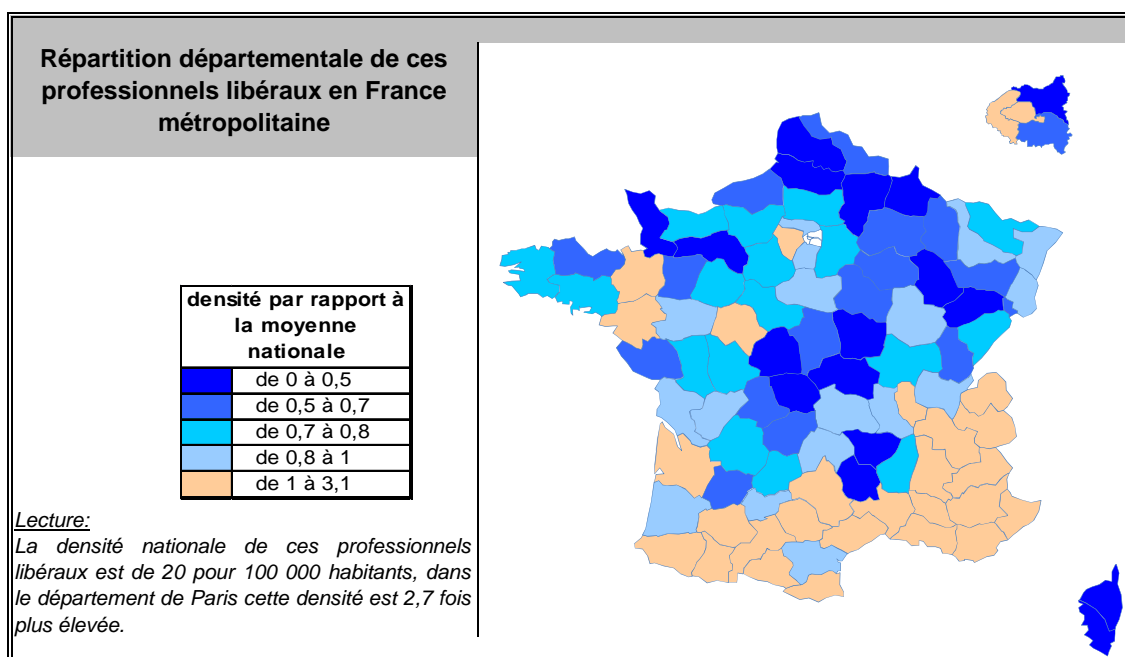 Répartition départementale de ces
professionnels libéraux en France
métropolitaine
densité par rapport à
la moyenne
nationale
de 0 à 0,5
de 0,5 à 0,7
de 0,7 à 0,8
de 0,8 à 1
de 1 à 3,1
Lecture:
La densité nationale de ces professionnels
libéraux est de 20 pour 100 000 habitants, dans
le département de Paris cette densité est 2,7 fois
plus élevée.